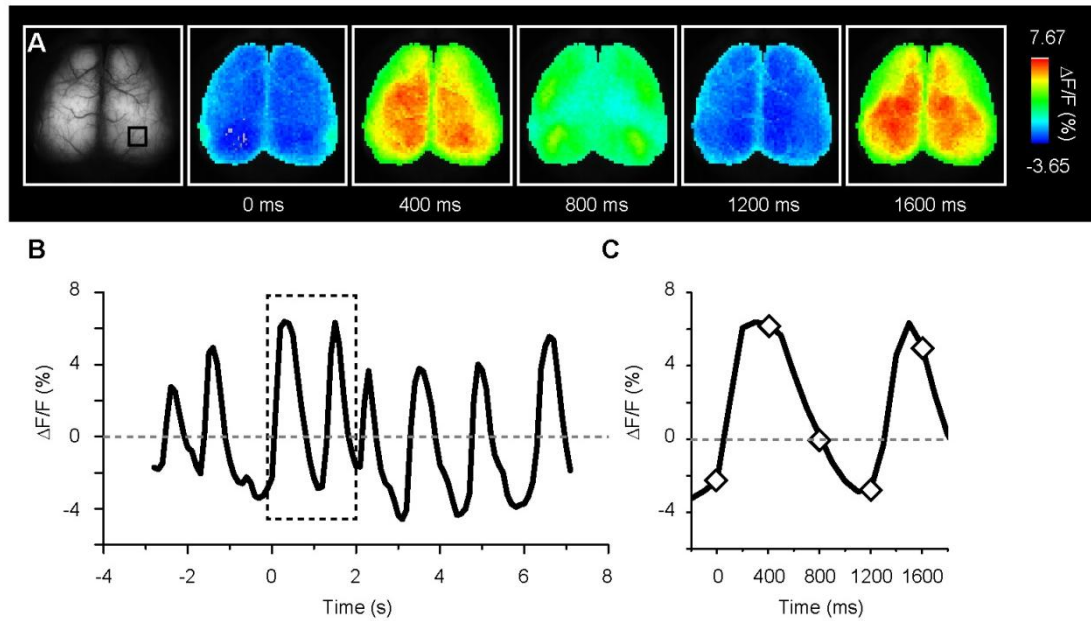 A
7.67
ΔF/F (%)
-3.65
0 ms
400 ms
800 ms
1200 ms
1600 ms
B
8
4
0
-4
ΔF/F (%)
-4
-2
0
2
4
6
8
Time (s)
C
8
4
0
-4
ΔF/F (%)
0
400
800
1200
1600
Time (ms)